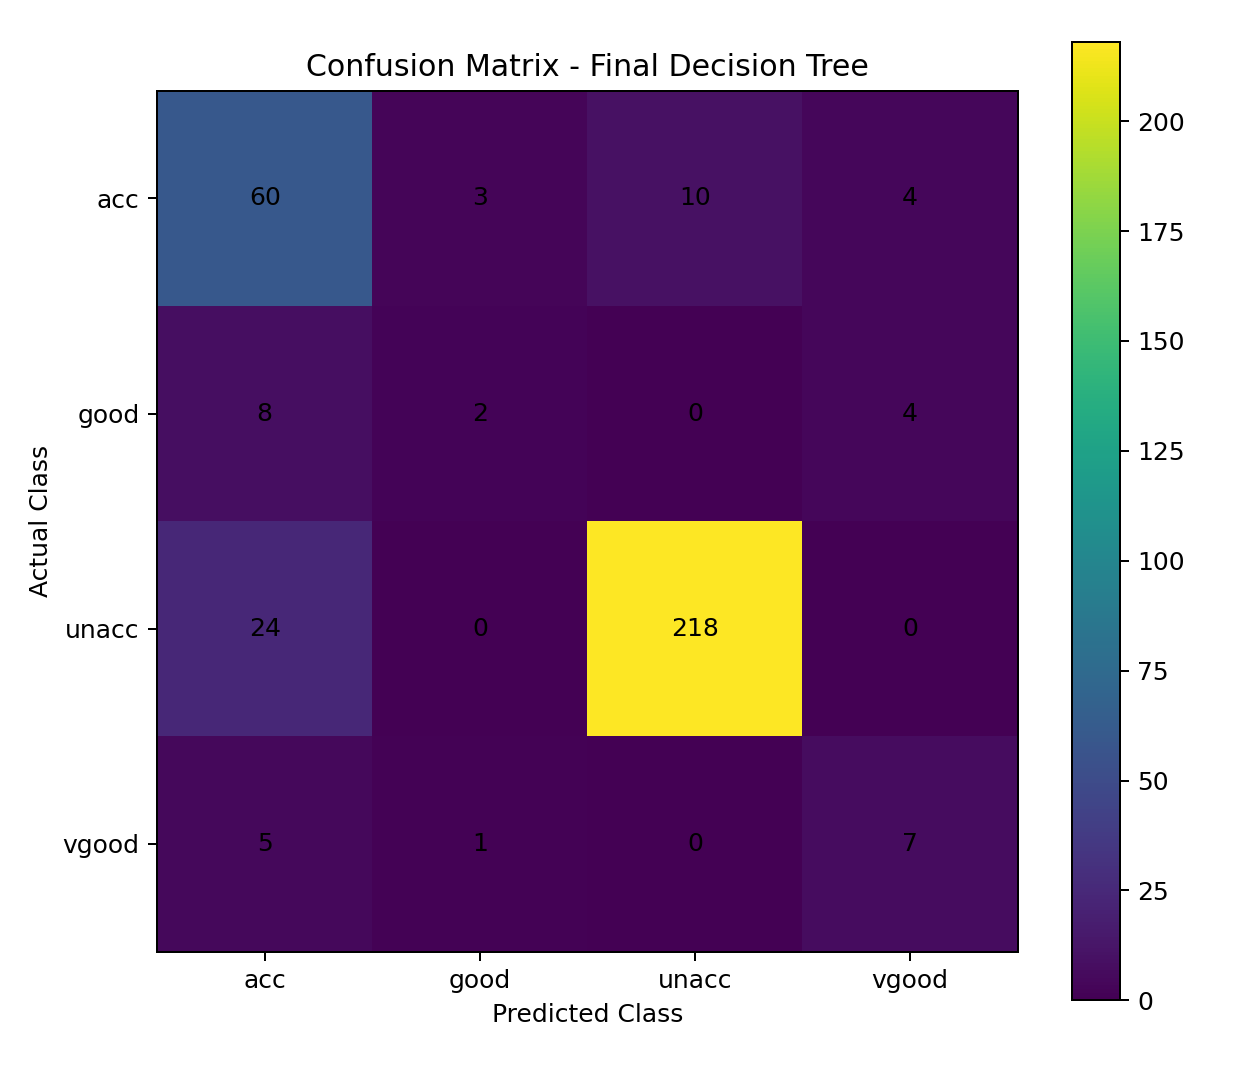 Confusion Matrix - Final Decision Tree
Actual Class
acc 60 3 10 4
good 8 2 0 4
unacc 24 0 218 0
vgood 5 1 0 7
acc good unacc vgood
Predicted Class
200
175
150
125
100
75
50
25
0